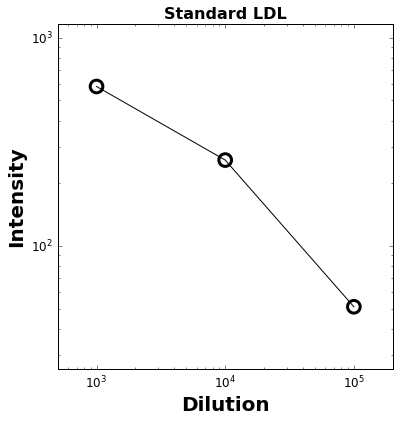 Standard LDL
10³
Intensity
10²
10³ 10⁴ 10⁵
Dilution